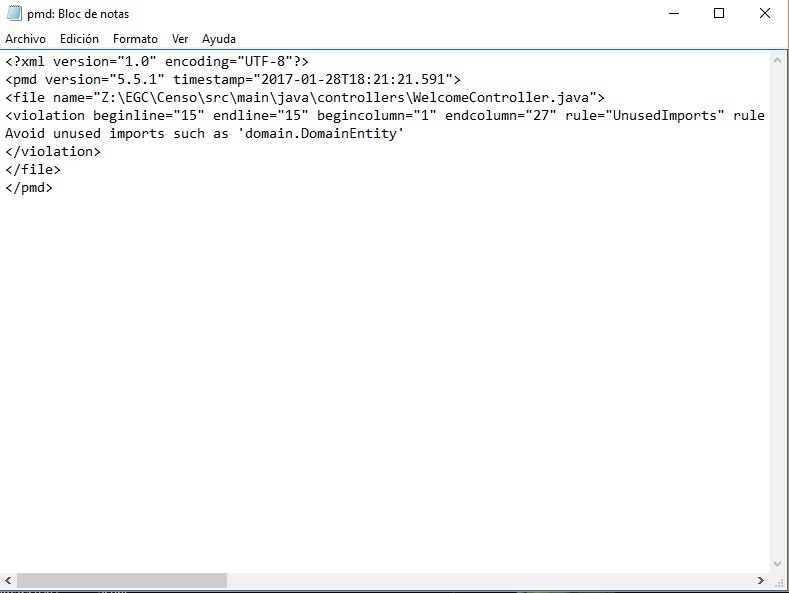 pmd: Bloc de notas
Archivo Edición Formato Ver Ayuda
<?xml version="1.0" encoding="UTF-8"?>
<pmd version="5.5.1" timestamp="2017-01-28T18:21:21.591">
<file name="Z:\EGC\Censo\src\main\java\controllers\WelcomeController.java">
<violation beginline="15" endline="15" begincolumn="1" endcolumn="27" rule="UnusedImports" rule
Avoid unused imports such as 'domain.DomainEntity'
</violation>
</file>
</pmd>